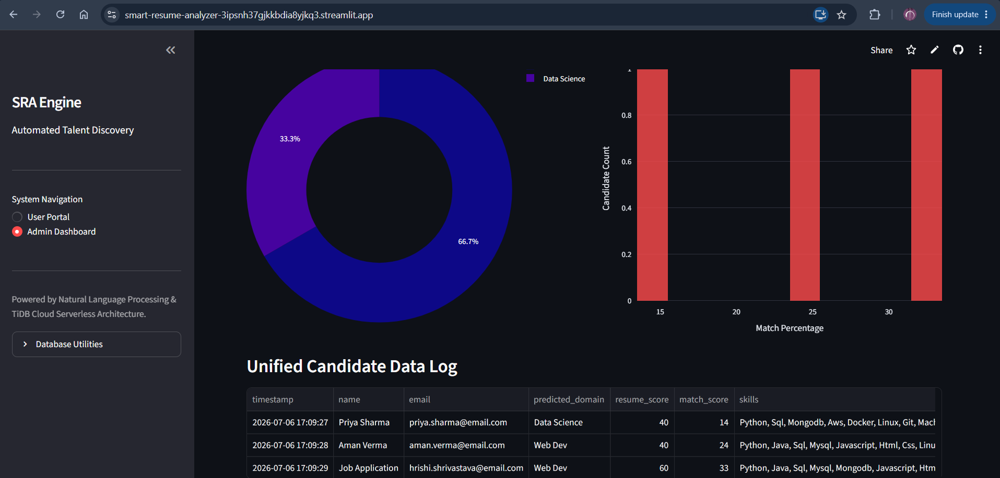 smart-resume-analyzer-3ipsnh37gjkkbdia8yjkq3.streamlit.app
Finish update
Share
SRA Engine
Automated Talent Discovery
System Navigation
User Portal
Admin Dashboard
Powered by Natural Language Processing &
TiDB Cloud Serverless Architecture.
Database Utilities
33.3%
66.7%
Data Science
Candidate Count
1
0.8
0.6
0.4
0.2
0
15 20 25 30
Match Percentage
Unified Candidate Data Log
timestamp name email predicted_domain resume_score match_score skills
2026-07-06 17:09:27 Priya Sharma priya.sharma@email.com Data Science 40 14 Python, Sql, Mongodb, Aws, Docker, Linux, Git, Mach
2026-07-06 17:09:28 Aman Verma aman.verma@email.com Web Dev 40 24 Python, Java, Sql, Mysql, Javascript, Html, Css, Linu
2026-07-06 17:09:29 Job Application hrishi.shrivastava@email.com Web Dev 60 33 Python, Java, Sql, Mysql, Mongodb, Javascript, Htm